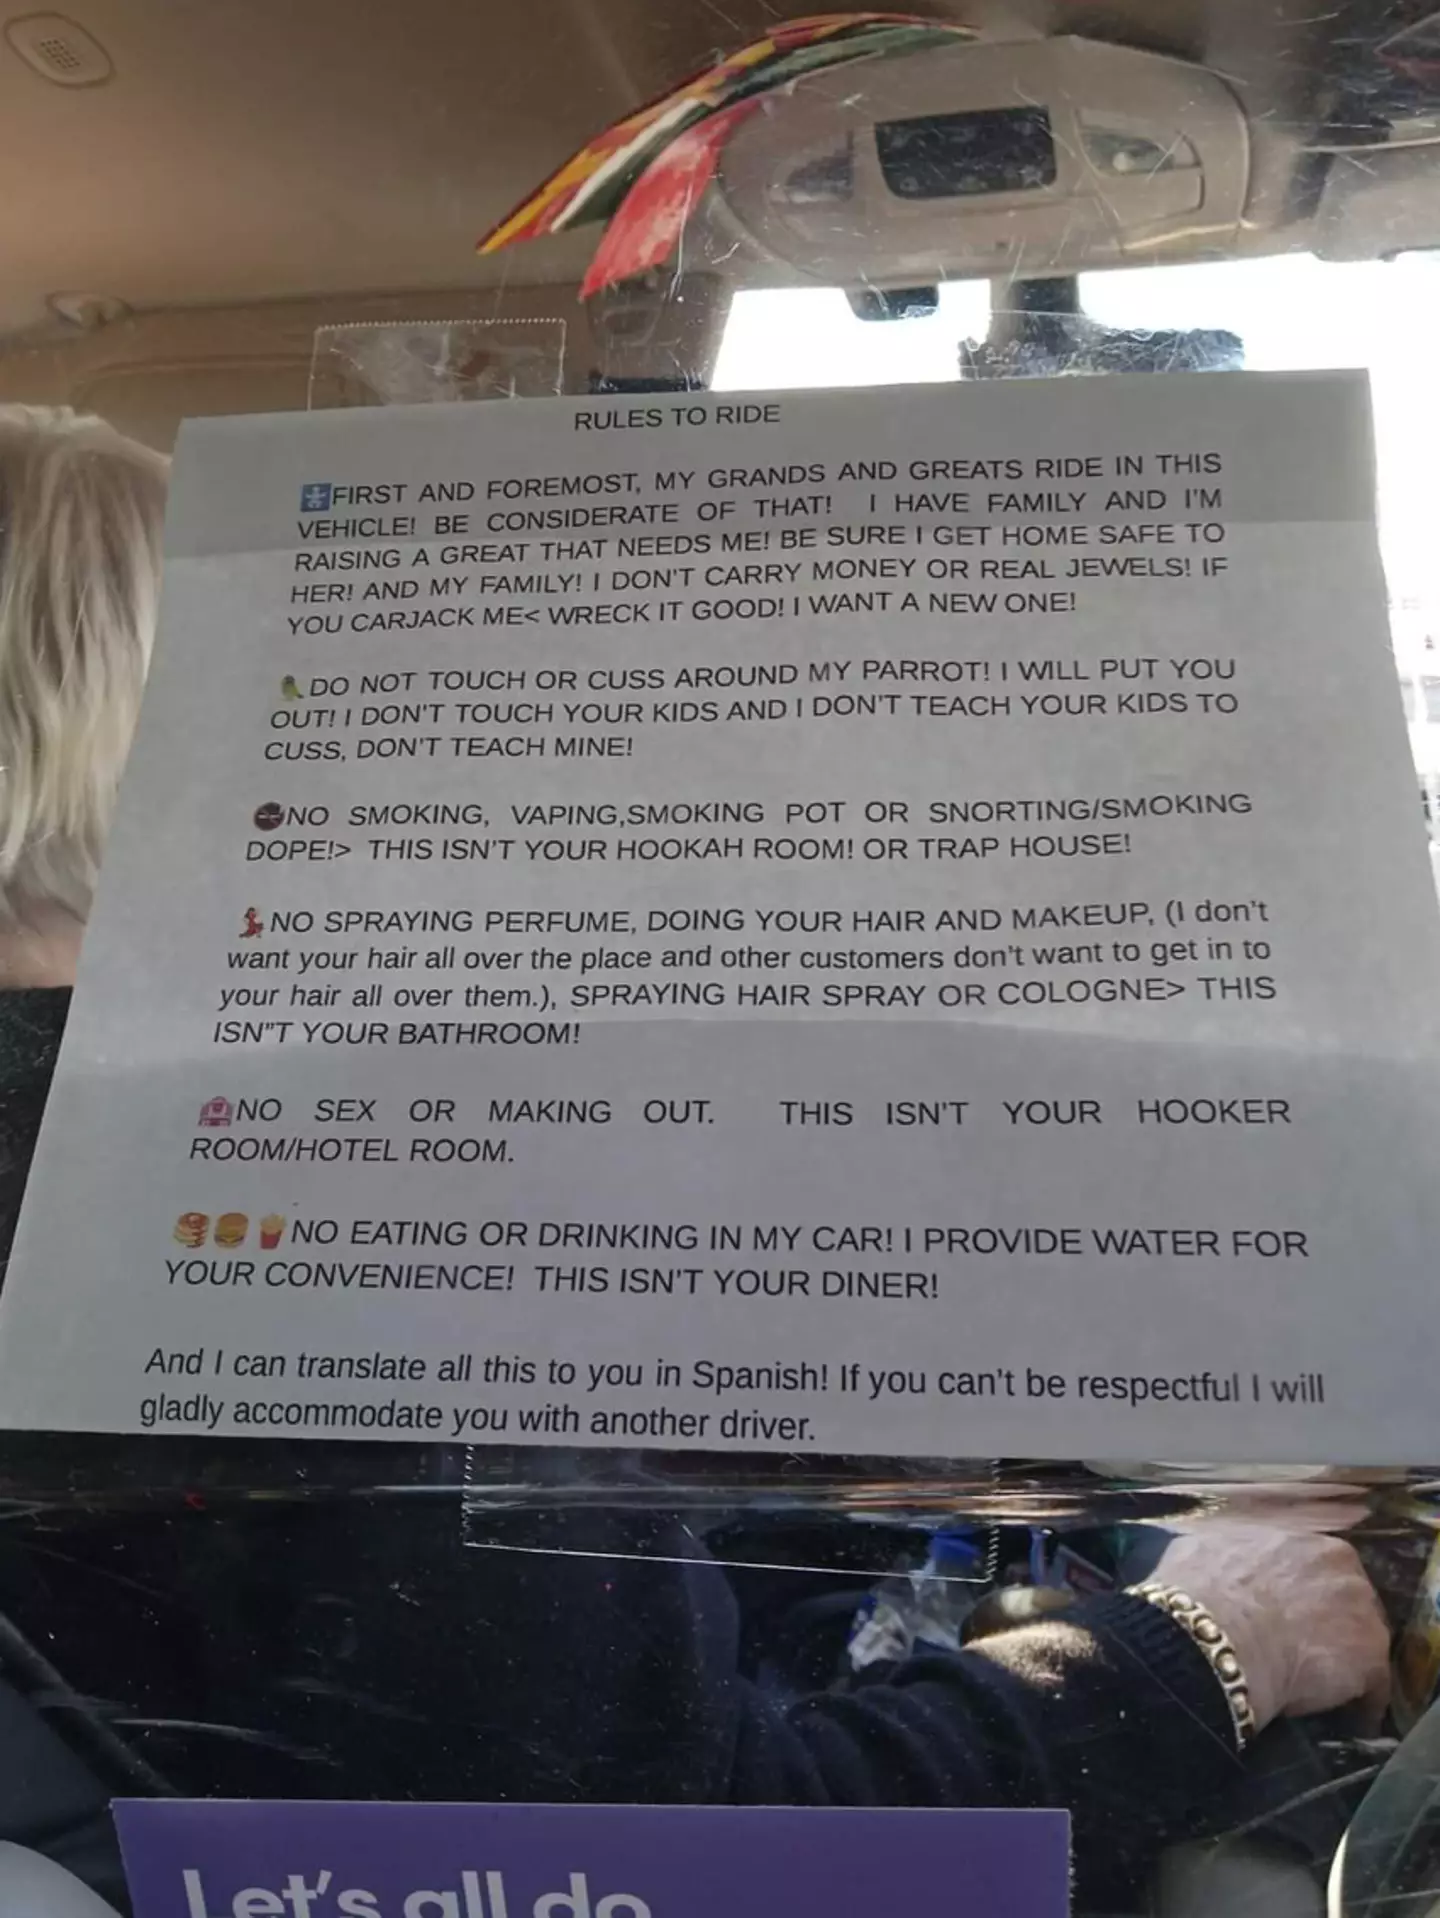 RULES TO RIDE
FIRST AND FOREMOST, MY GRANDS AND GREATS RIDE IN THIS
VEHICLE! BE CONSIDERATE OF THAT! I HAVE FAMILY AND I'M
RAISING A GREAT THAT NEEDS ME! BE SURE I GET HOME SAFE TO
HER! AND MY FAMILY! I DON'T CARRY MONEY OR REAL JEWELS! IF
YOU CARJACK ME< WRECK IT GOOD! I WANT A NEW ONE!
DO NOT TOUCH OR CUSS AROUND MY PARROT! I WILL PUT YOU
OUT! I DON'T TOUCH YOUR KIDS AND I DON'T TEACH YOUR KIDS TO
CUSS, DON'T TEACH MINE!
NO SMOKING, VAPING,SMOKING POT OR SNORTING/SMOKING
DOPE!> THIS ISN'T YOUR HOOKAH ROOM! OR TRAP HOUSE!
NO SPRAYING PERFUME, DOING YOUR HAIR AND MAKEUP, (I don't
want your hair all over the place and other customers don't want to get in to
your hair all over them.), SPRAYING HAIR SPRAY OR COLOGNE> THIS
ISN"T YOUR BATHROOM!
NO SEX OR MAKING OUT. THIS ISN'T YOUR HOOKER
ROOM/HOTEL ROOM.
NO EATING OR DRINKING IN MY CAR! I PROVIDE WATER FOR
YOUR CONVENIENCE! THIS ISN'T YOUR DINER!
And I can translate all this to you in Spanish! If you can't be respectful I will
gladly accommodate you with another driver.
Let's all do